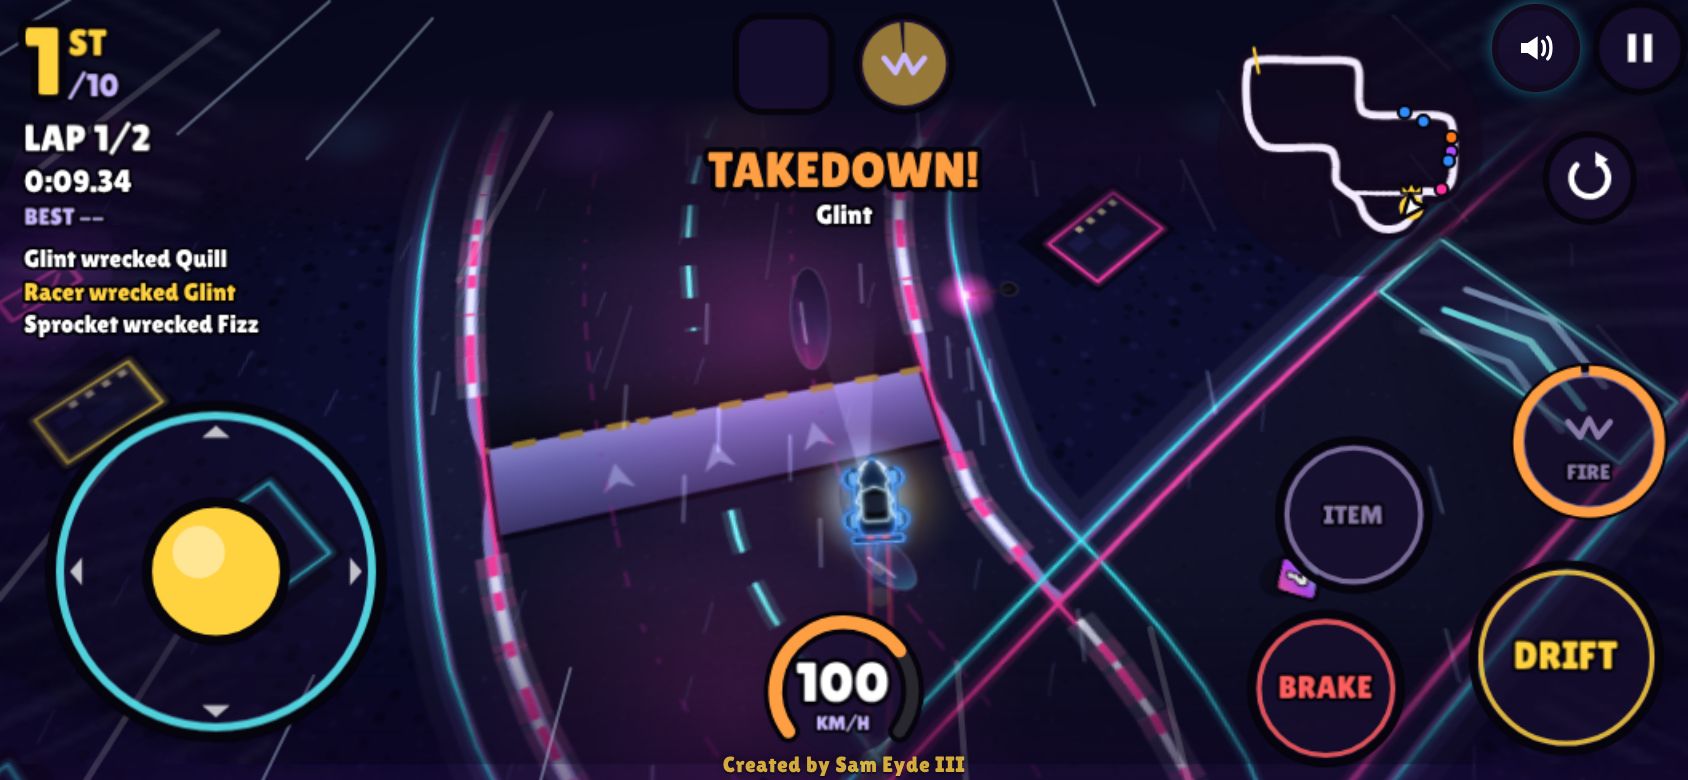 1ST
/10
LAP 1/2
0:09.34
BEST --
Glint wrecked Quill
Racer wrecked Glint
Sprocket wrecked Fizz
TAKEDOWN!
Glint
FIRE
ITEM
BRAKE
DRIFT
100
KM/H
Created by Sam Eyde III